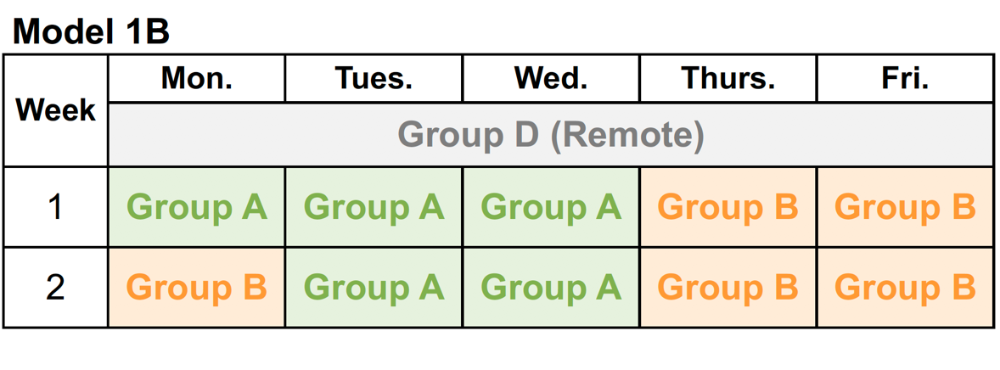 Model 1B
Week Mon. Tues. Wed. Thurs. Fri.
Group D (Remote)
1 Group A Group A Group A Group B Group B
2 Group B Group A Group A Group B Group B